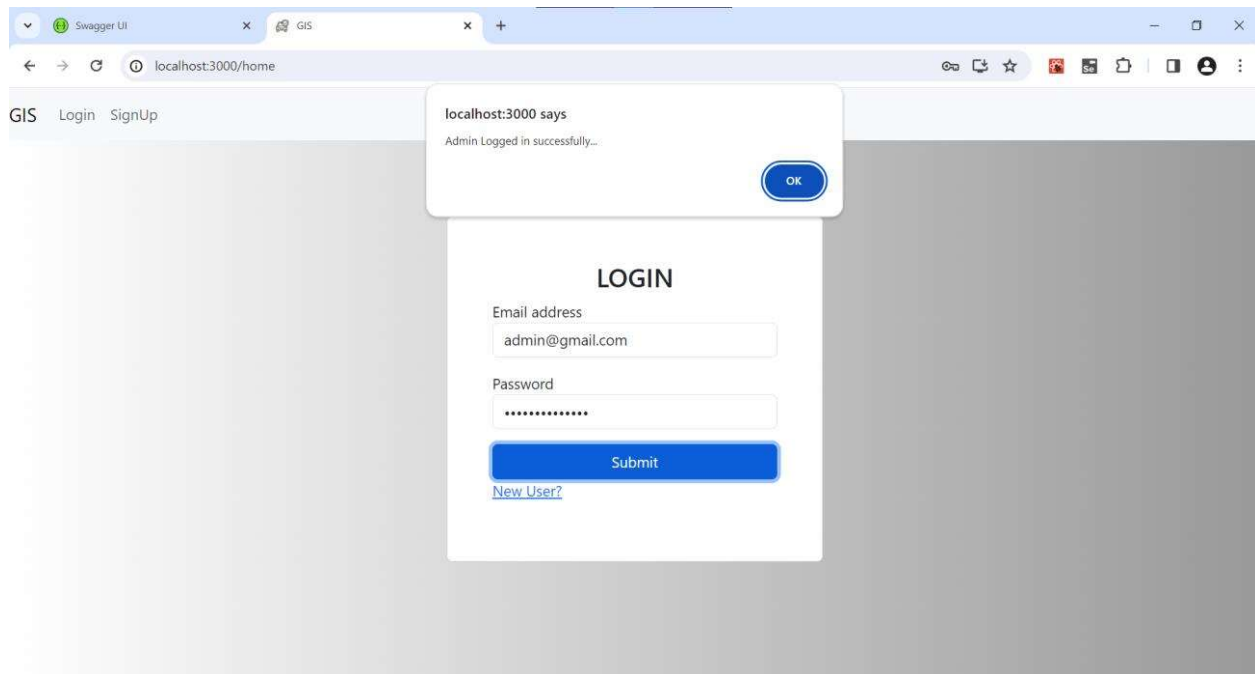 Swagger UI
GIS
localhost:3000/home
Se
GIS Login SignUp
localhost:3000 says
Admin Logged in successfully...
OK
LOGIN
Email address
admin@gmail.com
Password
••••••••••••••
Submit
New User?